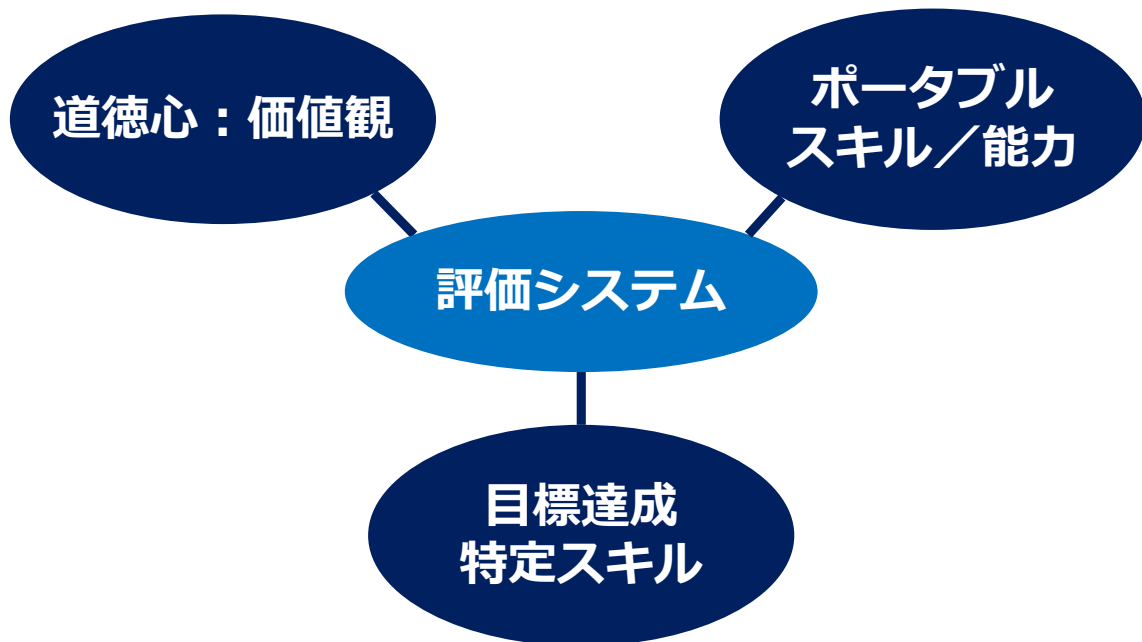 道徳心：価値観
ポータブル
スキル／能力
評価システム
目標達成
特定スキル